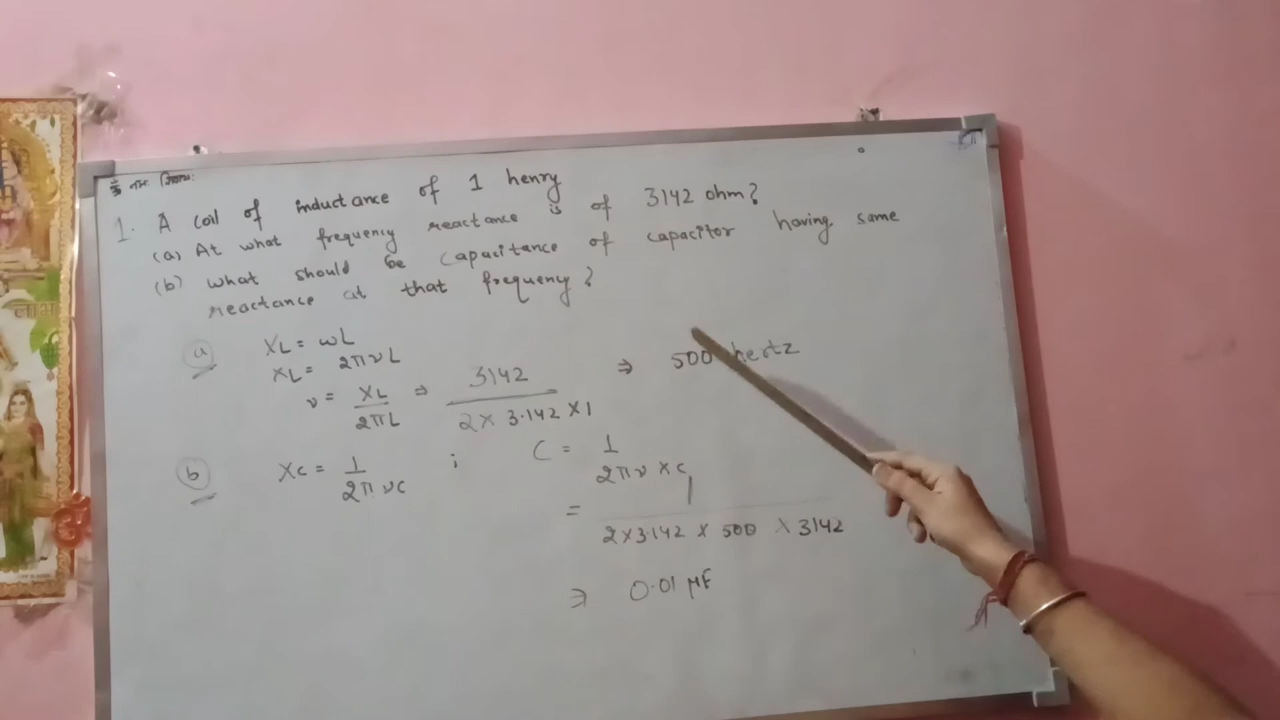 ॐ नमः शिवाय:
1. A coil of inductance of 1 henry
(a) At what frequency reactance is of 3142 ohm?
(b) What should be capacitance of capacitor having same
reactance at that frequency?
a XL = ωL
XL = 2πνL
ν = XL/2πL ⇒ 3142/2×3.142×1 ⇒ 500 hertz
b Xc = 1/2πνc ; C = 1/2πν×c
= 1/2×3.142×500×3142
⇒ 0.01 μF
लाभ